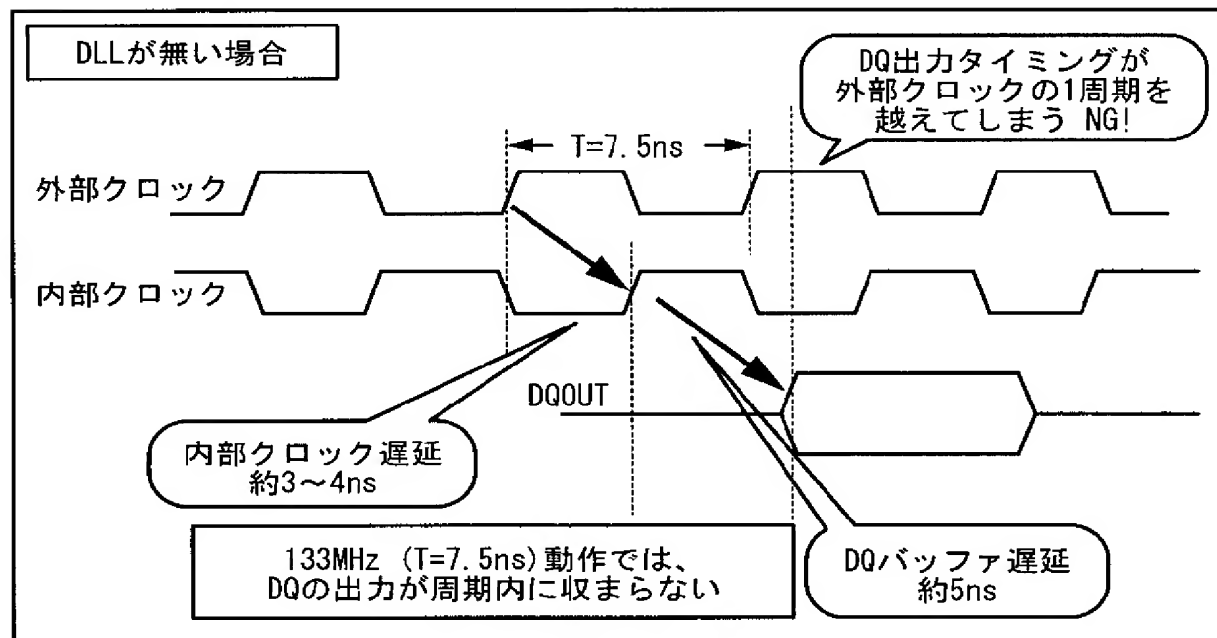 DLLが無い場合
DQ出力タイミングが
外部クロックの1周期を
越えてしまう NG!
T=7.5ns
外部クロック
内部クロック
DQOUT
内部クロック遅延
約3～4ns
133MHz (T=7.5ns)動作では、
DQの出力が周期内に収まらない
DQバッファ遅延
約5ns